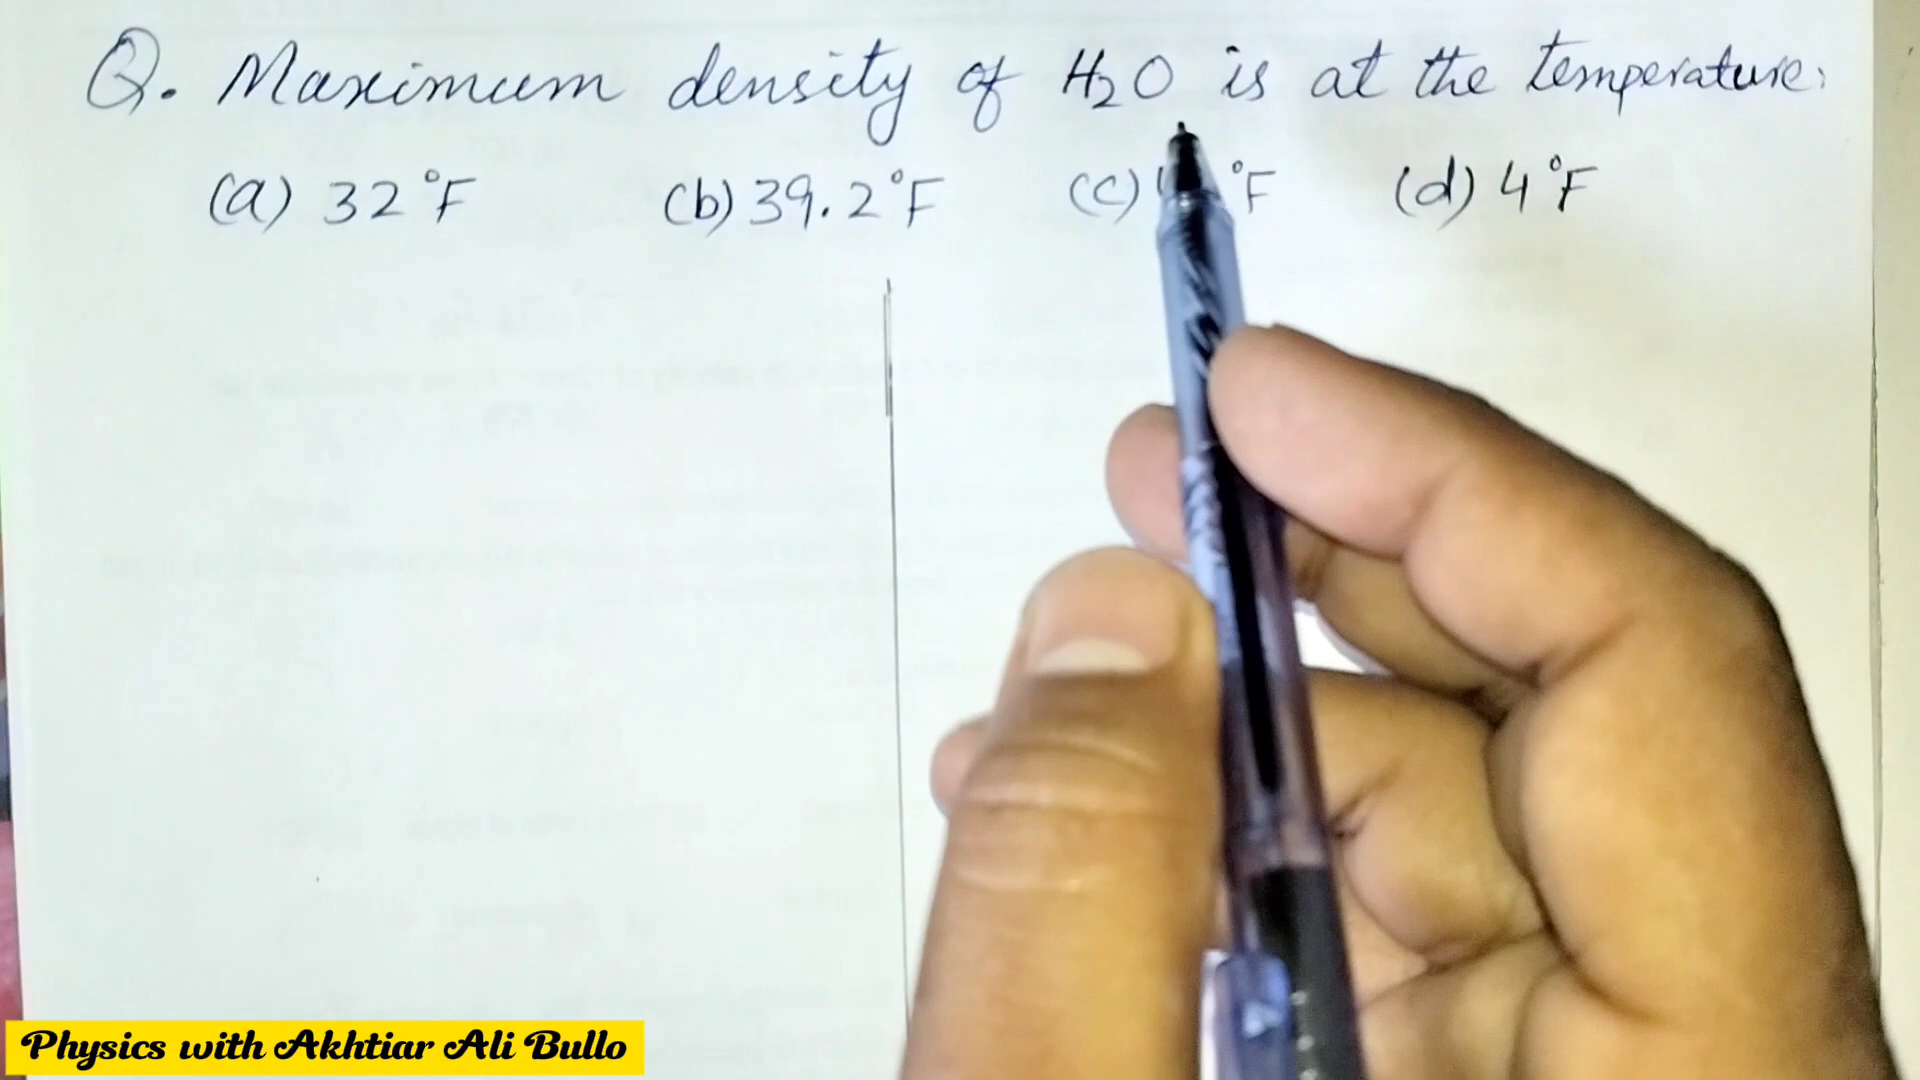 Q. Maximum density of H₂O is at the temperature:
(a) 32°F (b) 39.2°F (c) °F (d) 4°F
Physics with Akhtiar Ali Bullo